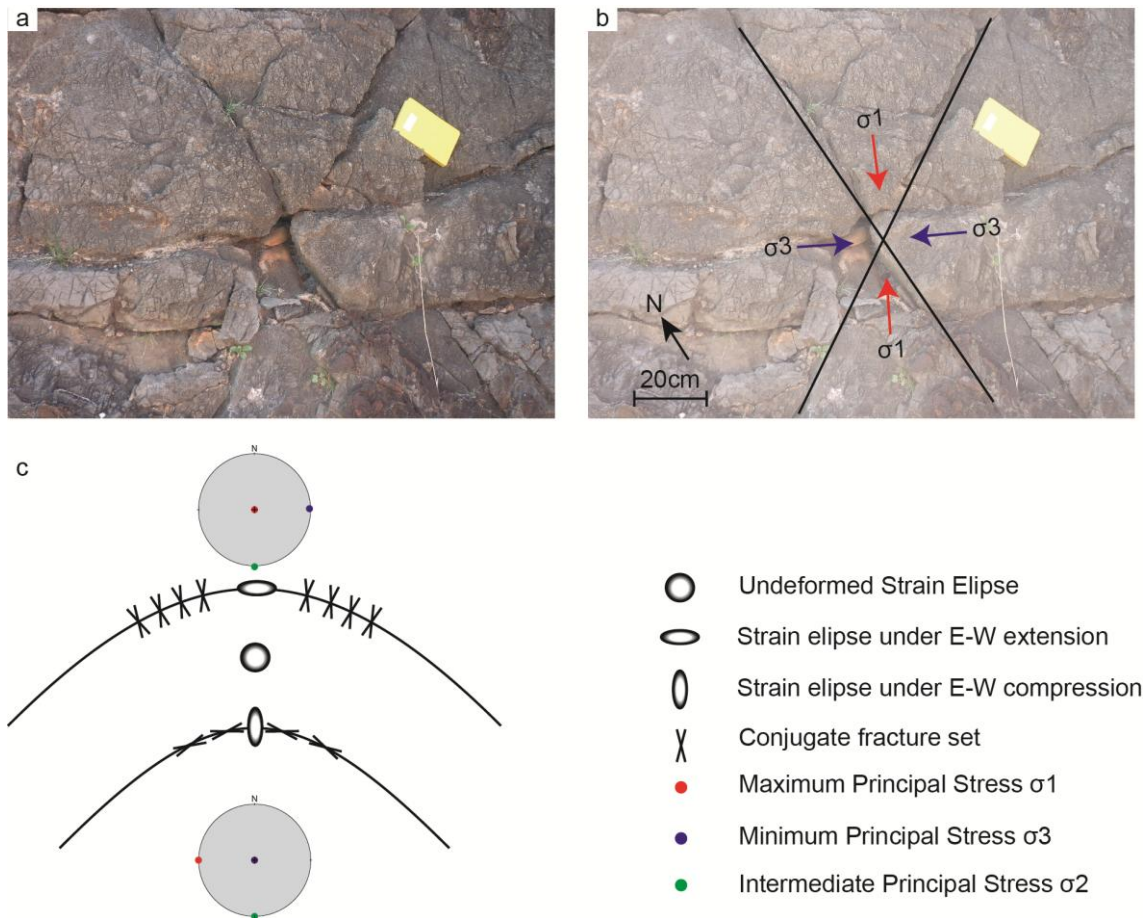 a
b
σ1
σ3
σ3
σ1
N
20cm
c
N
Undeformed Strain Elipse
Strain elipse under E-W extension
Strain elipse under E-W compression
Conjugate fracture set
Maximum Principal Stress σ1
N
Minimum Principal Stress σ3
Intermediate Principal Stress σ2